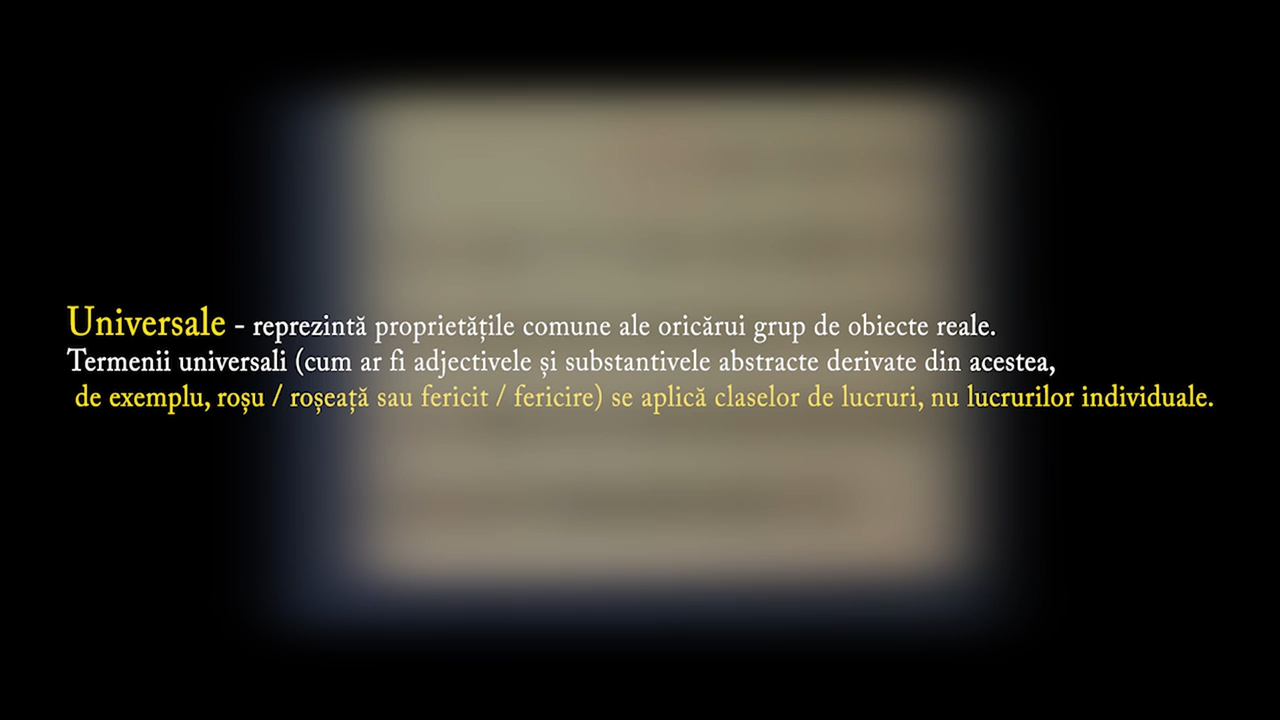 Universale - reprezintă proprietățile comune ale oricărui grup de obiecte reale.
Termenii universali (cum ar fi adjectivele și substantivele abstracte derivate din acestea,
de exemplu, roșu / roșeață sau fericit / fericire) se aplică claselor de lucruri, nu lucrurilor individuale.